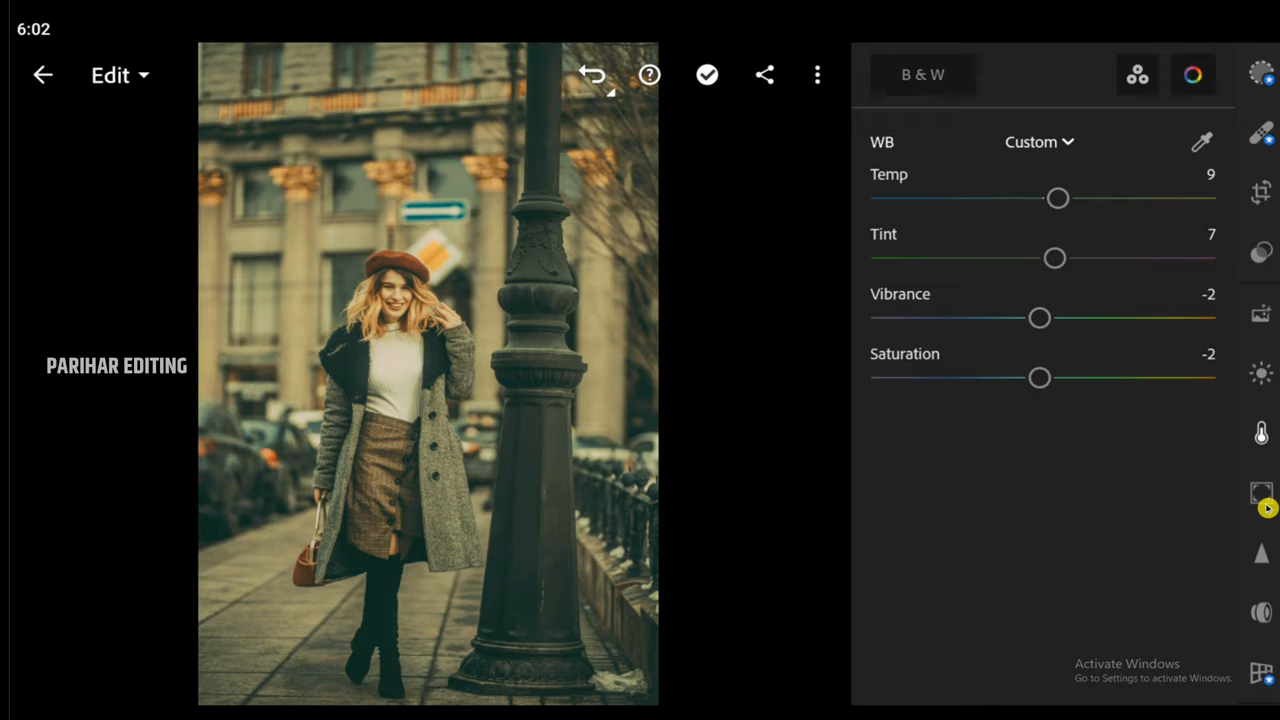 6:02
Edit
B & W
WB
Custom
Temp
9
Tint
7
Vibrance
-2
Saturation
-2
PARIHAR EDITING
Activate Windows
Go to Settings to activate Windows.